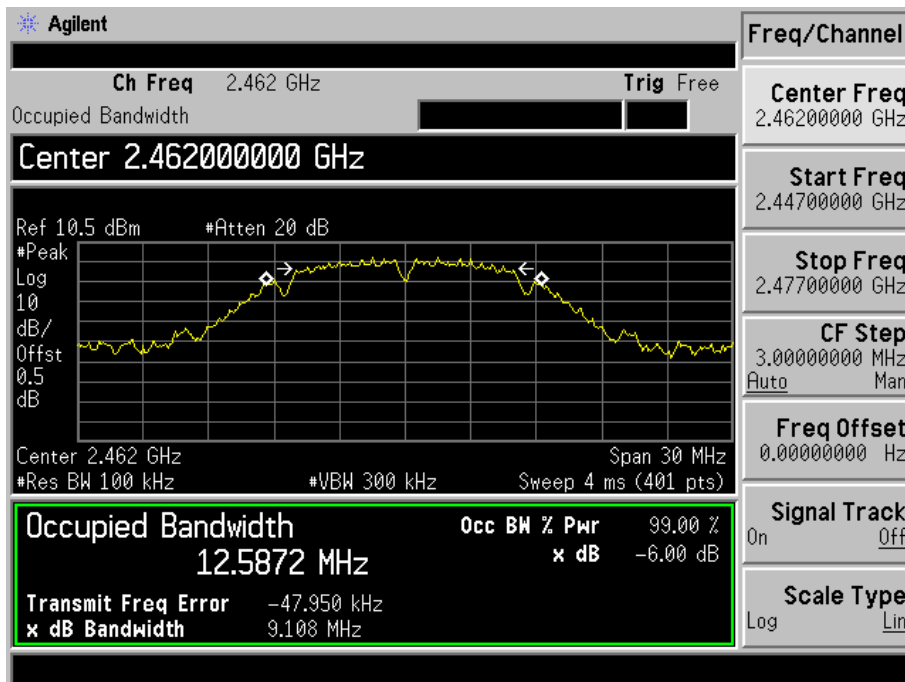 Agilent
Freq/Channel
Ch Freq 2.462 GHz Trig Free
Occupied Bandwidth
Center 2.462000000 GHz
Ref 10.5 dBm #Atten 20 dB
#Peak
Log
10
dB/
Offst
0.5
dB
Center 2.462 GHz Span 30 MHz
#Res BW 100 kHz #VBW 300 kHz Sweep 4 ms (401 pts)
Occupied Bandwidth
12.5872 MHz
Occ BW % Pwr 99.00 %
x dB -6.00 dB
Transmit Freq Error -47.950 kHz
x dB Bandwidth 9.108 MHz
Center Freq
2.46200000 GHz
Start Freq
2.44700000 GHz
Stop Freq
2.47700000 GHz
CF Step
3.00000000 MHz
Auto Man
Freq Offset
0.00000000 Hz
Signal Track
On Off
Scale Type
Log Lin